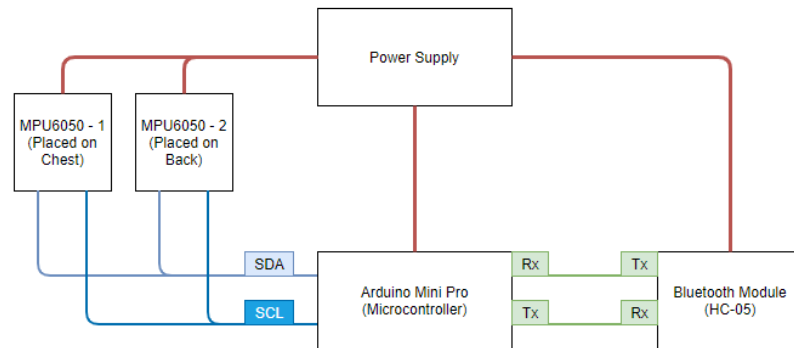 Power Supply
MPU6050 - 1
(Placed on
Chest)
MPU6050 - 2
(Placed on
Back)
SDA
SCL
Arduino Mini Pro
(Microcontroller)
Rx
Tx
Tx
Rx
Bluetooth Module
(HC-05)